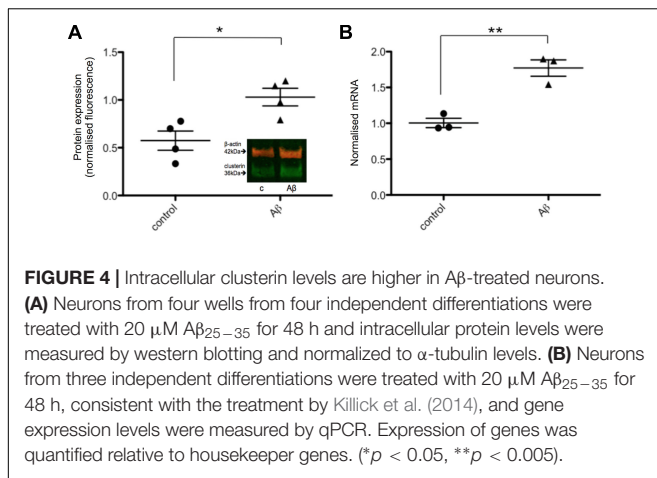 A
*
Protein expression
(normalised fluorescence)
1.5
1.0
0.5
0.0
β-actin
42kDa→
clusterin
36kDa→
c Aβ
control
Aβ
B
**
Normalised mRNA
2.0
1.5
1.0
0.5
0.0
control
Aβ
FIGURE 4 | Intracellular clusterin levels are higher in Aβ-treated neurons.
(A) Neurons from four wells from four independent differentiations were
treated with 20 μM Aβ25−35 for 48 h and intracellular protein levels were
measured by western blotting and normalized to α-tubulin levels. (B) Neurons
from three independent differentiations were treated with 20 μM Aβ25−35 for
48 h, consistent with the treatment by Killick et al. (2014), and gene
expression levels were measured by qPCR. Expression of genes was
quantified relative to housekeeper genes. (*p < 0.05, **p < 0.005).